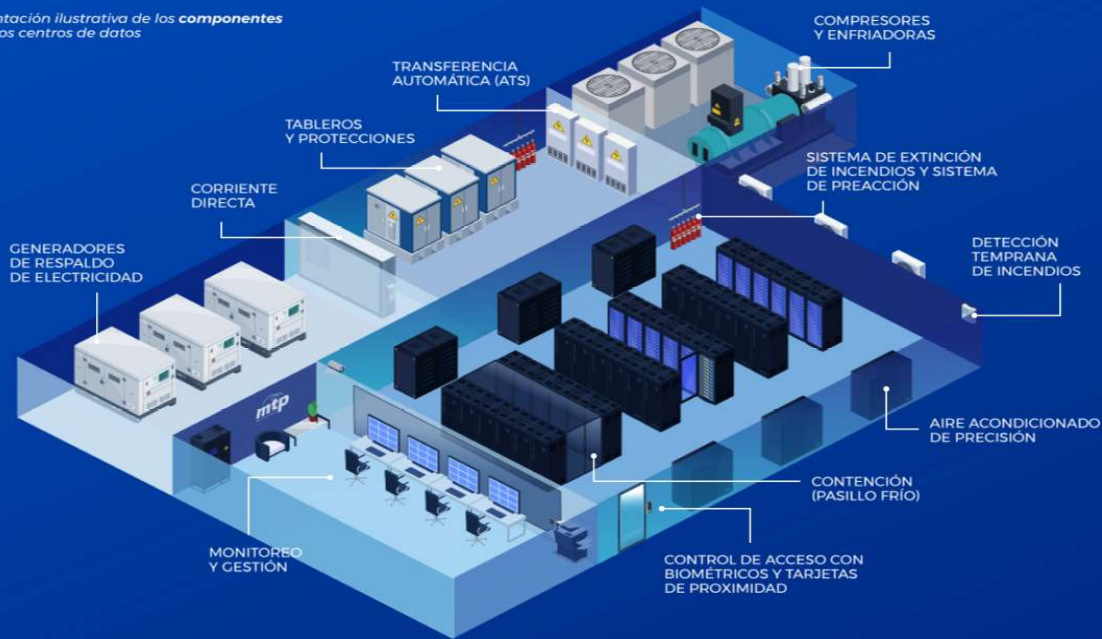 ntación ilustrativa de los componentes
os centros de datos
COMPRESORES
Y ENFRIADORAS
TRANSFERENCIA
AUTOMÁTICA (ATS)
TABLEROS
Y PROTECCIONES
SISTEMA DE EXTINCIÓN
DE INCENDIOS Y SISTEMA
DE PREACCIÓN
CORRIENTE
DIRECTA
GENERADORES
DE RESPALDO
DE ELECTRICIDAD
DETECCIÓN
TEMPRANA
DE INCENDIOS
mtp
AIRE ACONDICIONADO
DE PRECISIÓN
CONTENCIÓN
(PASILLO FRÍO)
MONITOREO
Y GESTIÓN
CONTROL DE ACCESO CON
BIOMÉTRICOS Y TARJETAS
DE PROXIMIDAD